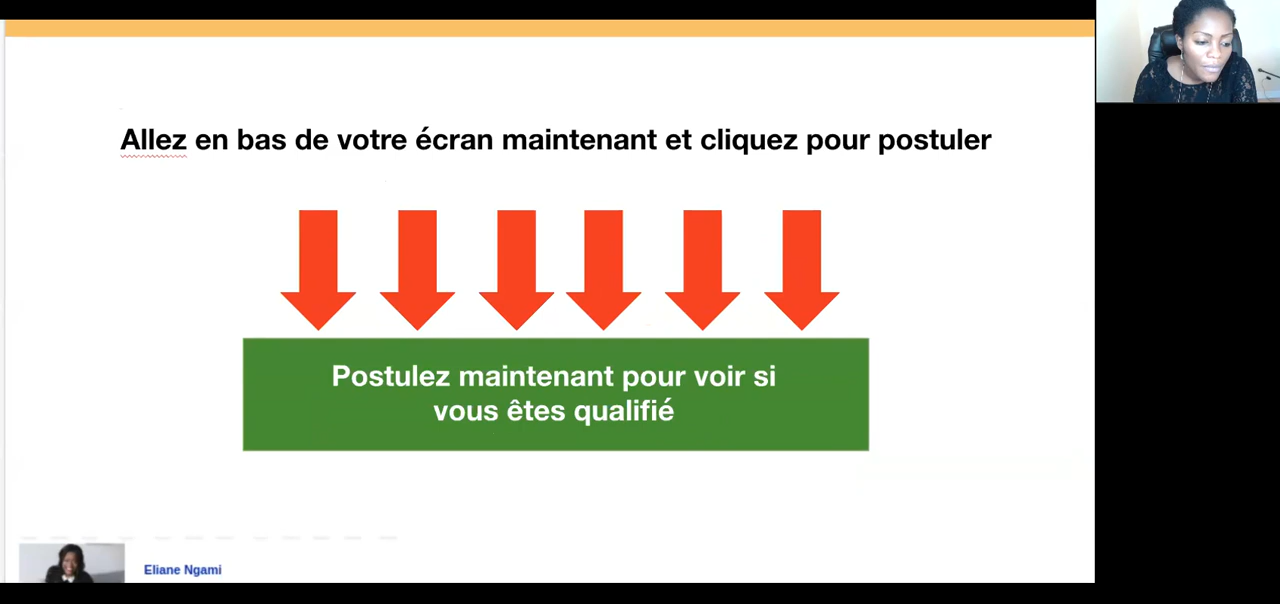 Allez en bas de votre écran maintenant et cliquez pour postuler
Postulez maintenant pour voir si
vous êtes qualifié
Eliane Ngami